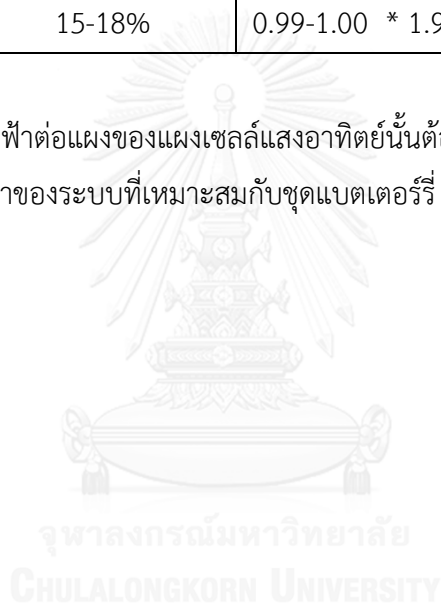 15-18% 0.99-1.00 * 1.9
ฟ้าต่อแผงของแผงเซลล์แสงอาทิตย์นั้นต้
าของระบบที่เหมาะสมกับชุดแบตเตอร์รี่
จุฬาลงกรณ์มหาวิทยาลัย
CHULALONGKORN UNIVERSITY